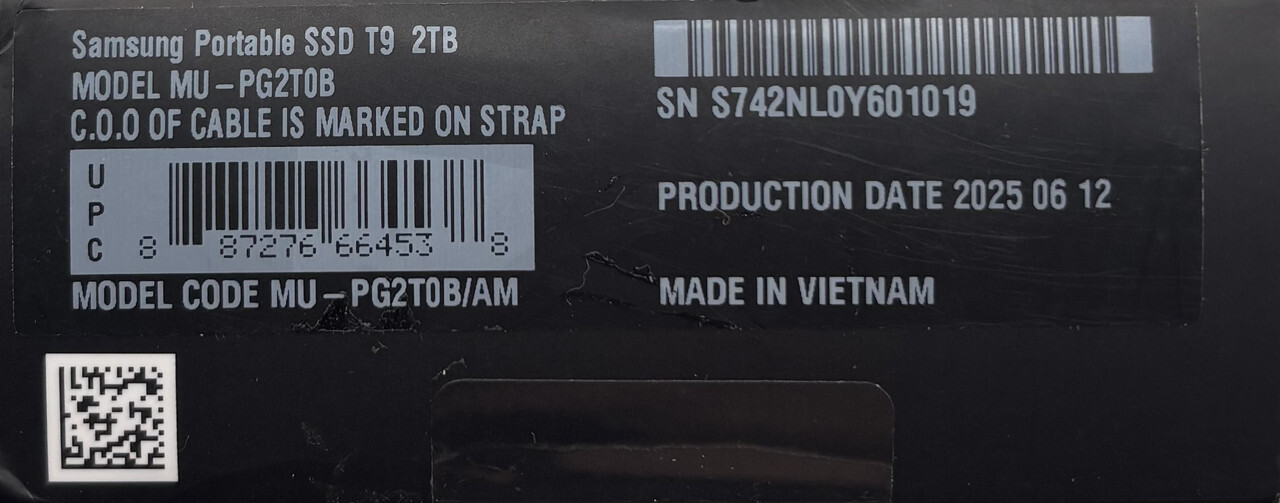 Samsung Portable SSD T9 2TB
MODEL MU-PG2T0B
C.O.O OF CABLE IS MARKED ON STRAP
UPC
8 87276 66453 8
MODEL CODE MU-PG2T0B/AM
SN S742NL0Y601019
PRODUCTION DATE 2025 06 12
MADE IN VIETNAM